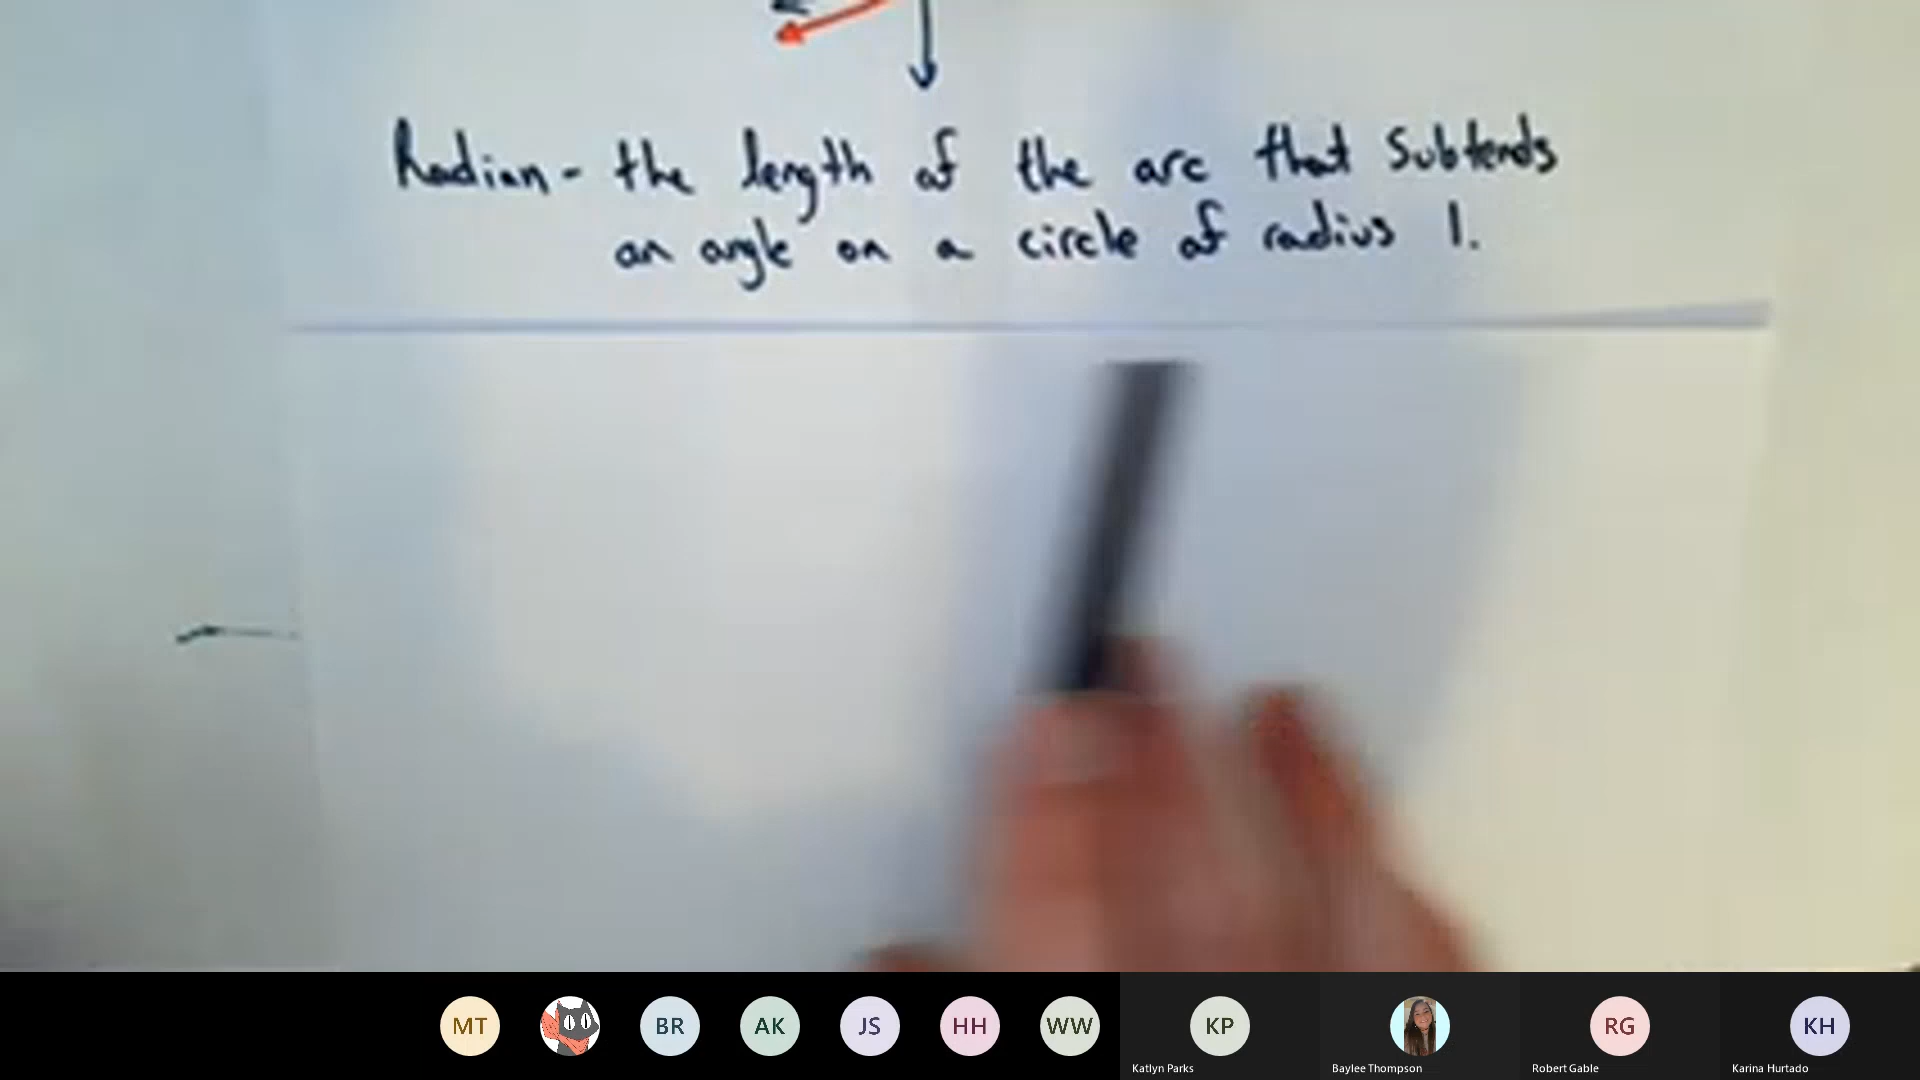 Radian - the length of the arc that subtends
an angle on a circle of radius 1.
MT
BR
AK
JS
HH
WW
KP
RG
KH
Katlyn Parks
Baylee Thompson
Robert Gable
Karina Hurtado